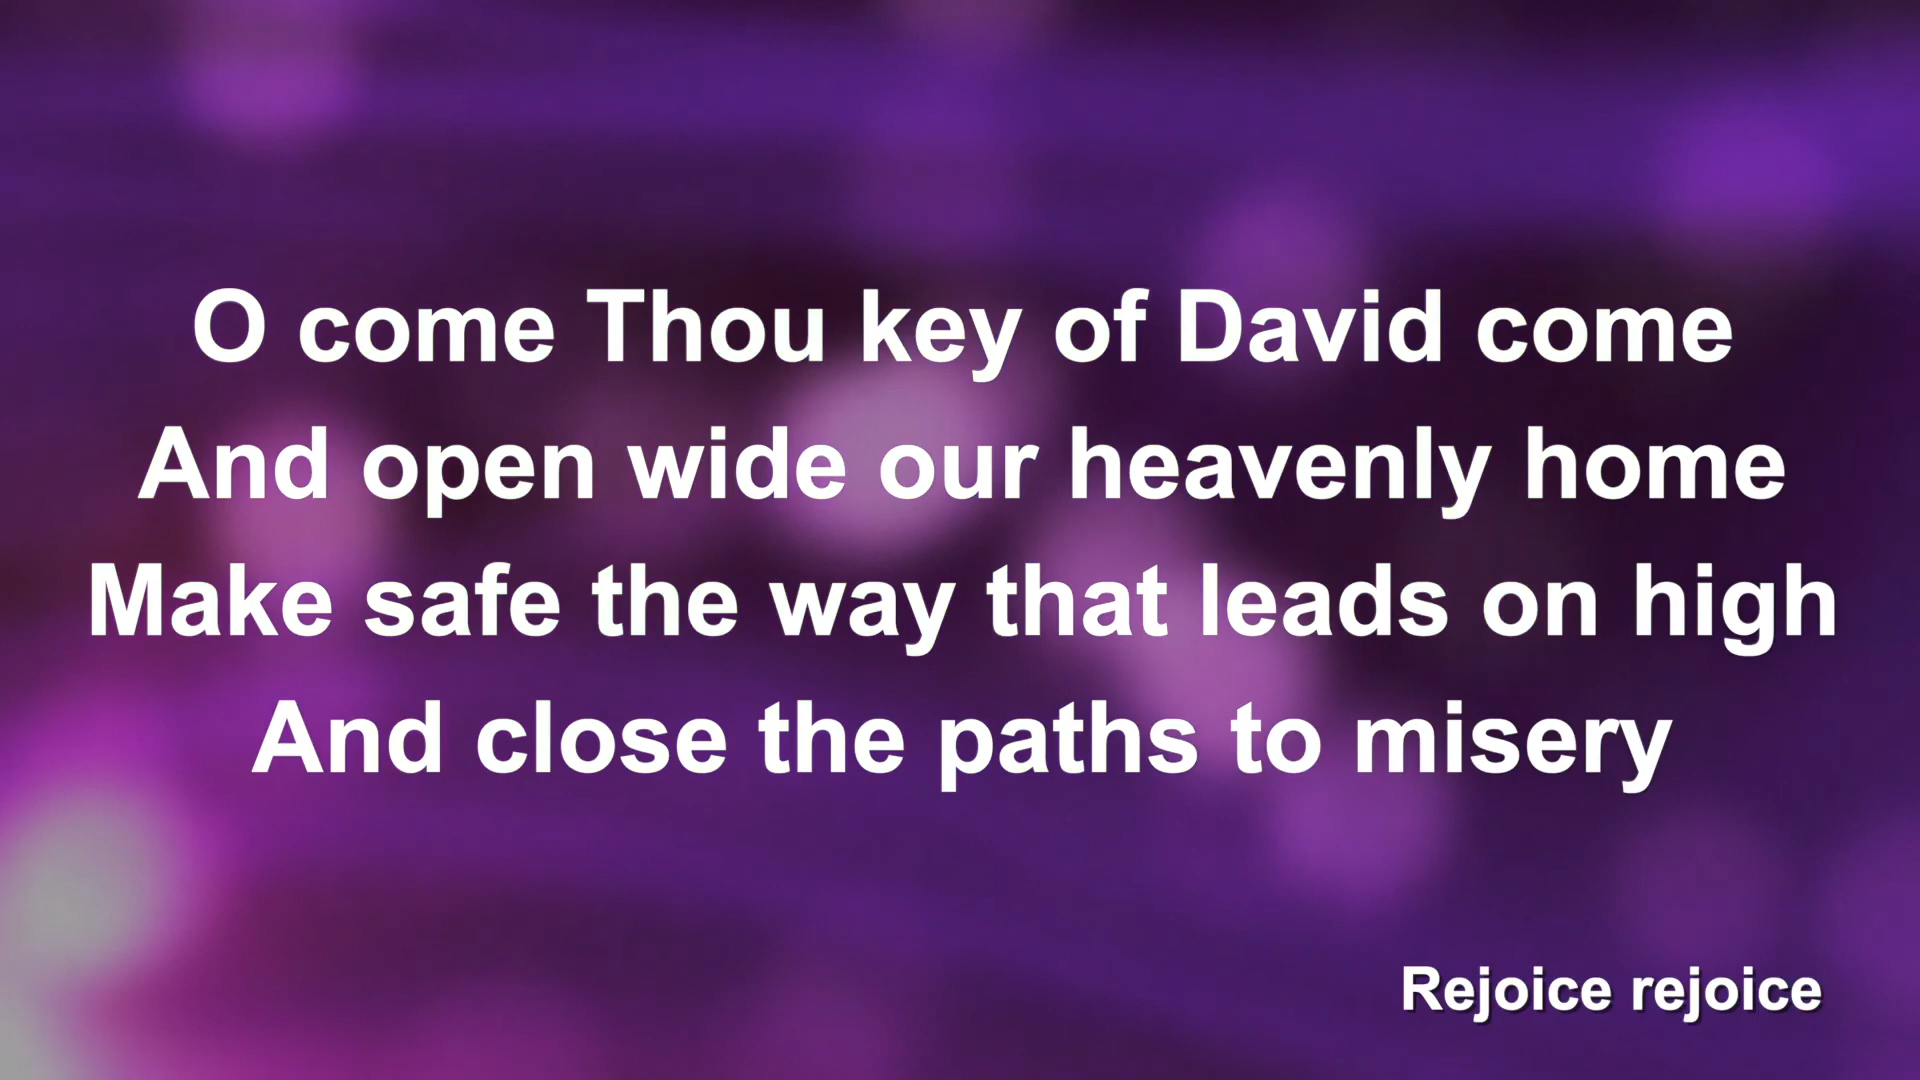 O come Thou key of David come
And open wide our heavenly home
Make safe the way that leads on high
And close the paths to misery
Rejoice rejoice